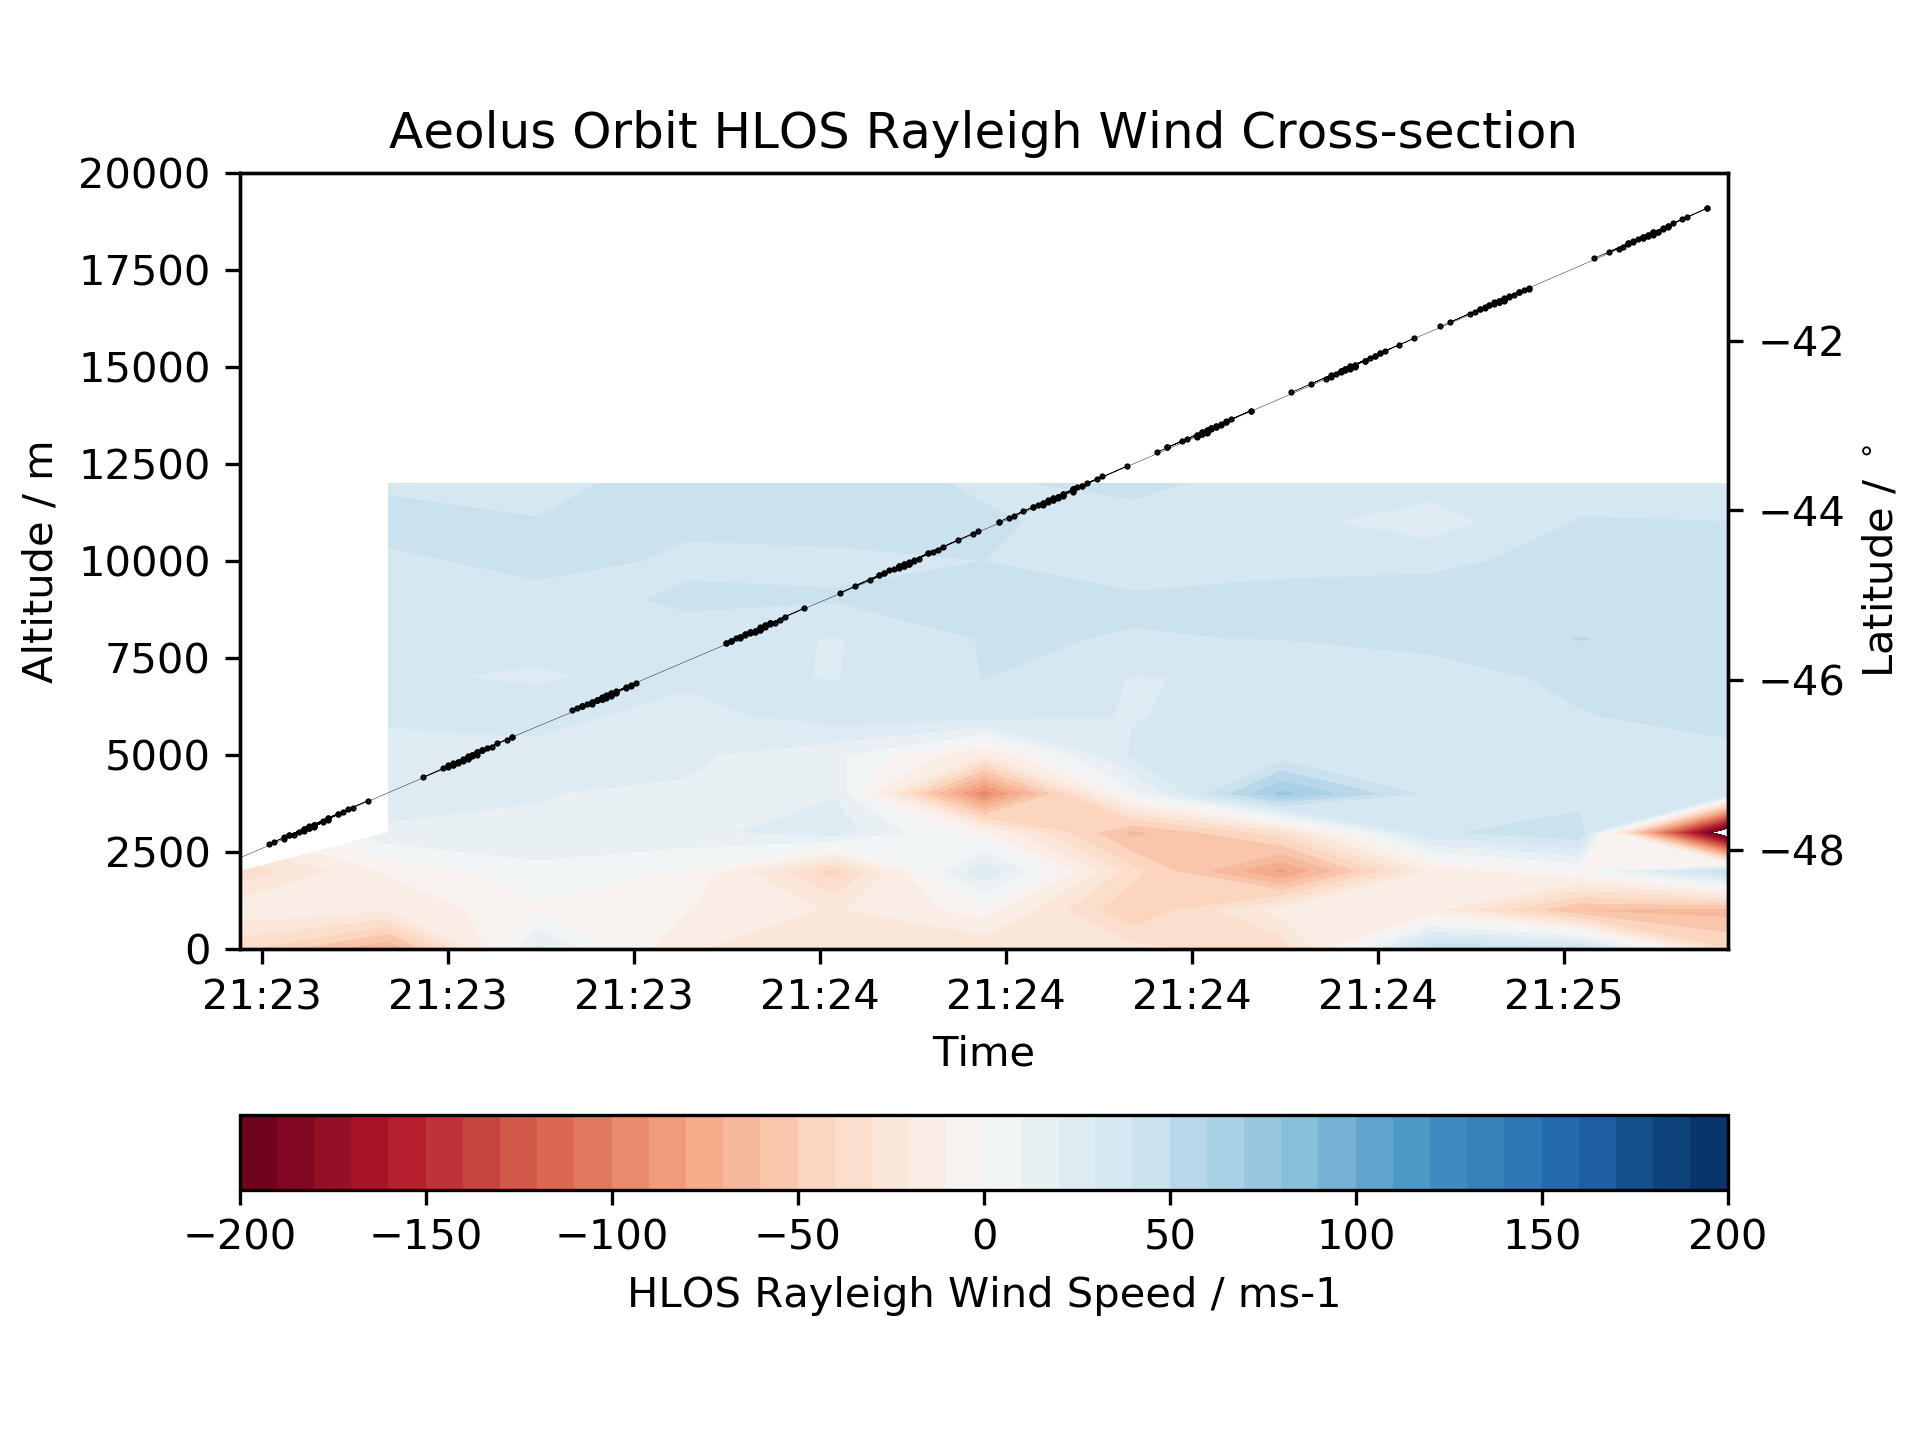 Aeolus Orbit HLOS Rayleigh Wind Cross-section
20000
17500
15000
12500
10000
7500
5000
2500
0
Altitude / m
−42
−44
−46
−48
Latitude / °
21:23 21:23 21:23 21:24 21:24 21:24 21:24 21:25
Time
−200 −150 −100 −50 0 50 100 150 200
HLOS Rayleigh Wind Speed / ms-1